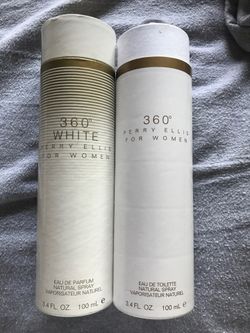 360°
WHITE
PERRY ELLIS
FOR WOMEN
EAU DE PARFUM
NATURAL SPRAY
VAPORISATEUR NATUREL
3.4 FL. OZ. 100 mL ℮
360°
PERRY ELLIS
FOR WOMEN
EAU DE TOILETTE
NATURAL SPRAY
VAPORISATEUR NATUREL
3.4 FL. OZ. 100 mL ℮